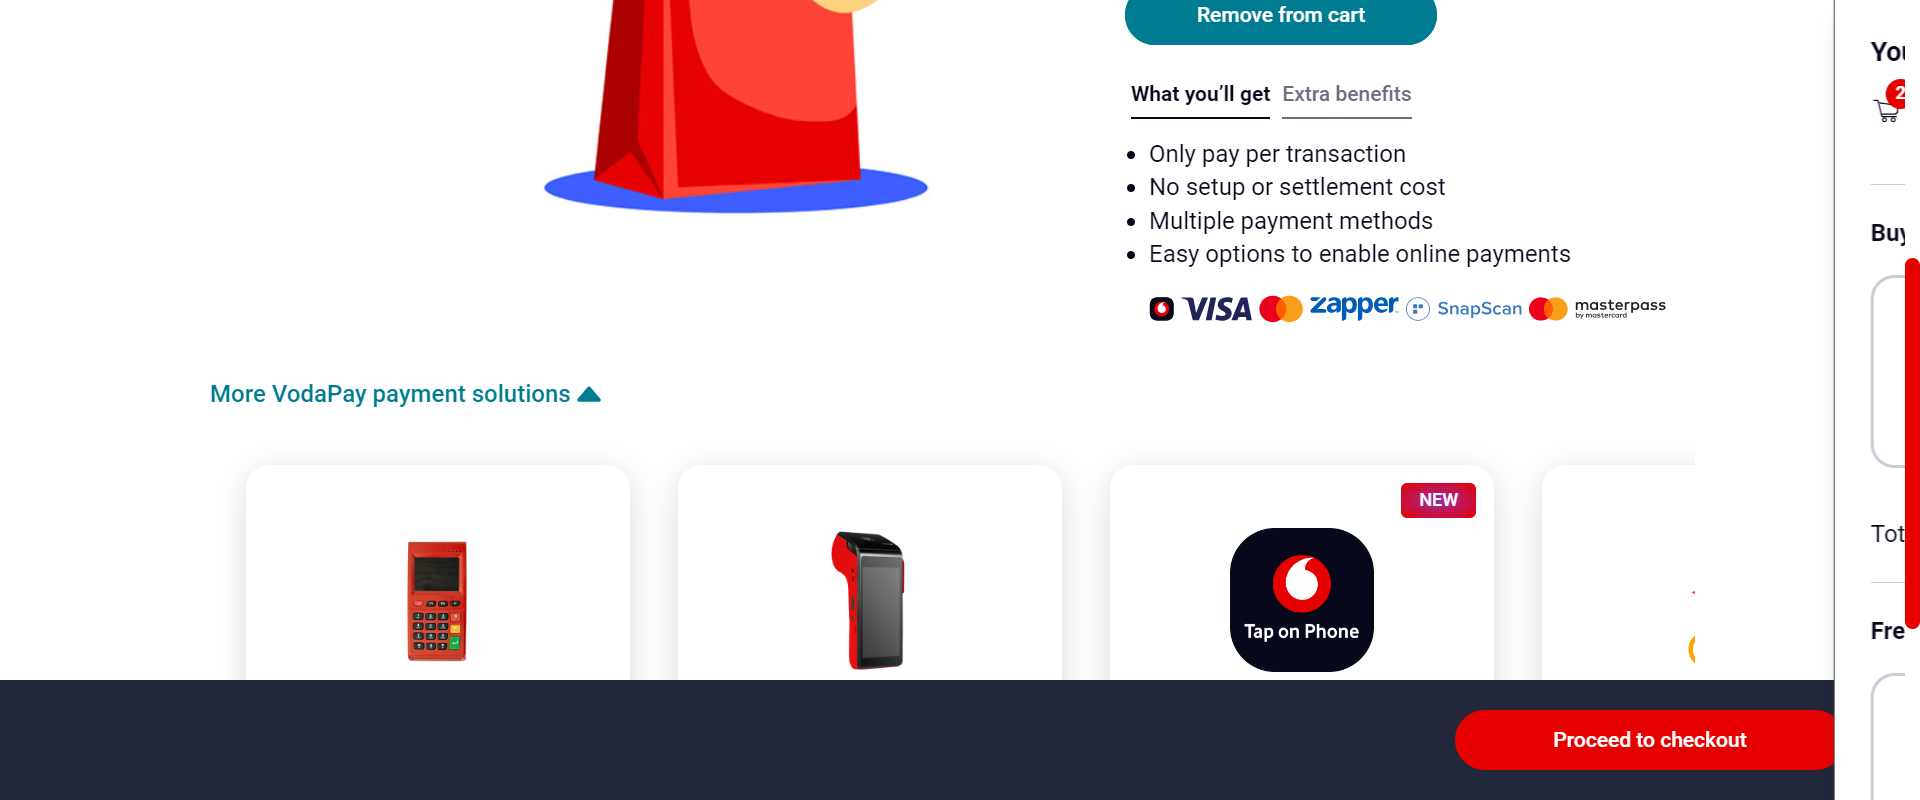 Remove from cart
What you’ll get Extra benefits
Only pay per transaction
No setup or settlement cost
Multiple payment methods
Easy options to enable online payments
VISA zapper SnapScan masterpass
by mastercard
More VodaPay payment solutions
NEW
Tap on Phone
Proceed to checkout
You
2
Buy
Tot
Fre